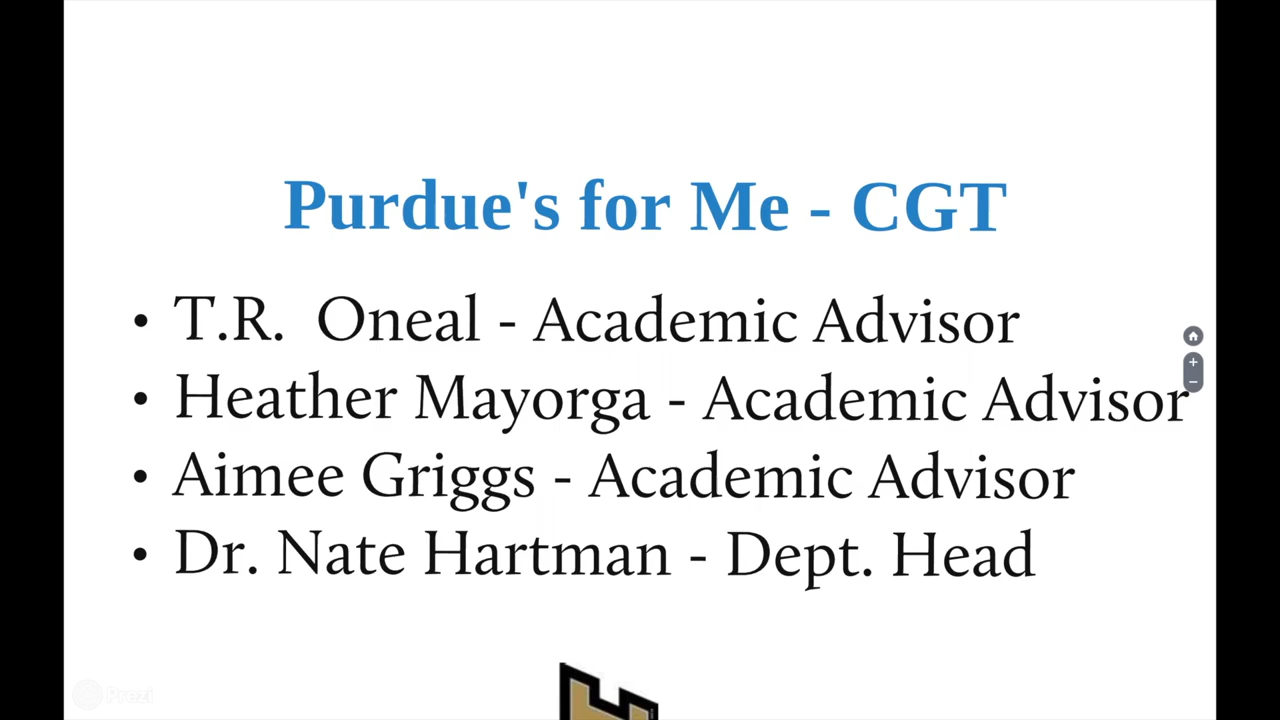 Purdue's for Me - CGT
• T.R. Oneal - Academic Advisor
• Heather Mayorga - Academic Advisor
• Aimee Griggs - Academic Advisor
• Dr. Nate Hartman - Dept. Head
Prezi